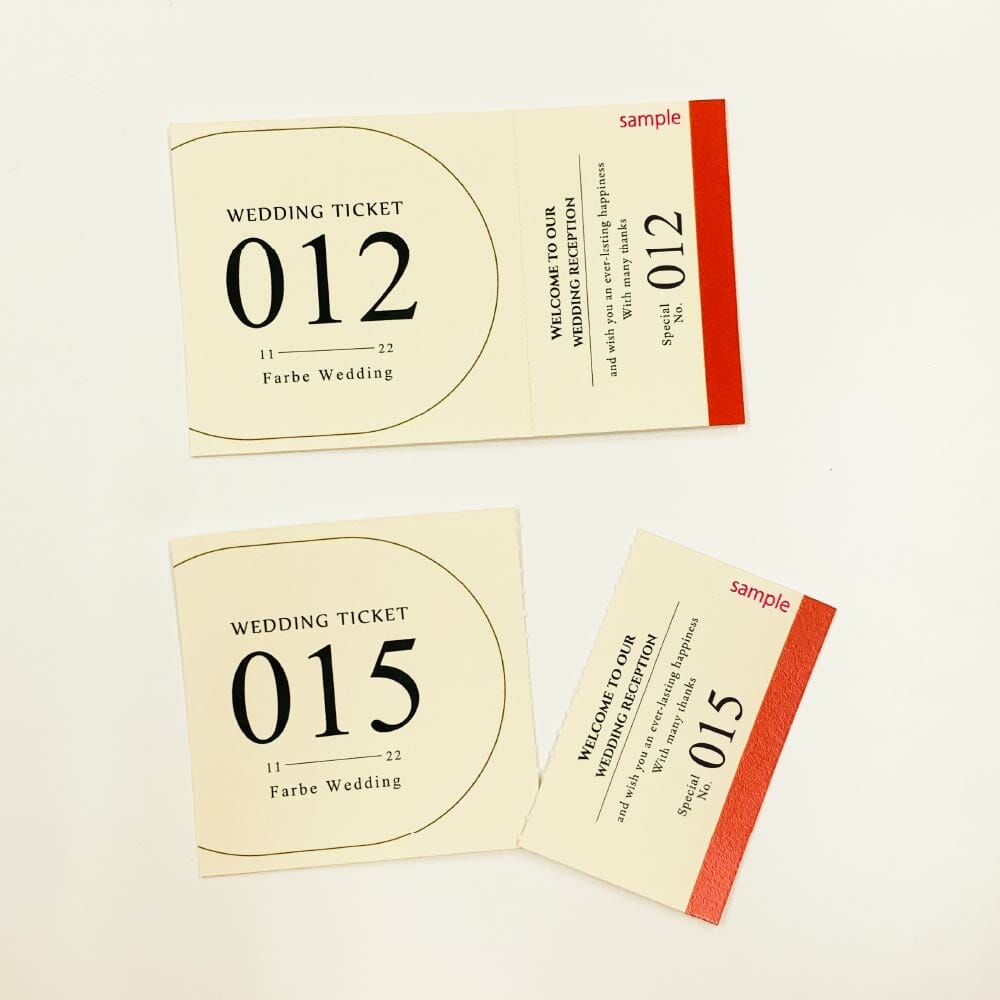 WEDDING TICKET
012
11 22
Farbe Wedding
sample
WELCOME TO OUR
WEDDING RECEPTION
and wish you an ever-lasting happiness
With many thanks
Special
No.
012
WEDDING TICKET
015
11 22
Farbe Wedding
sample
WELCOME TO OUR
WEDDING RECEPTION
and wish you an ever-lasting happiness
With many thanks
Special
No.
015